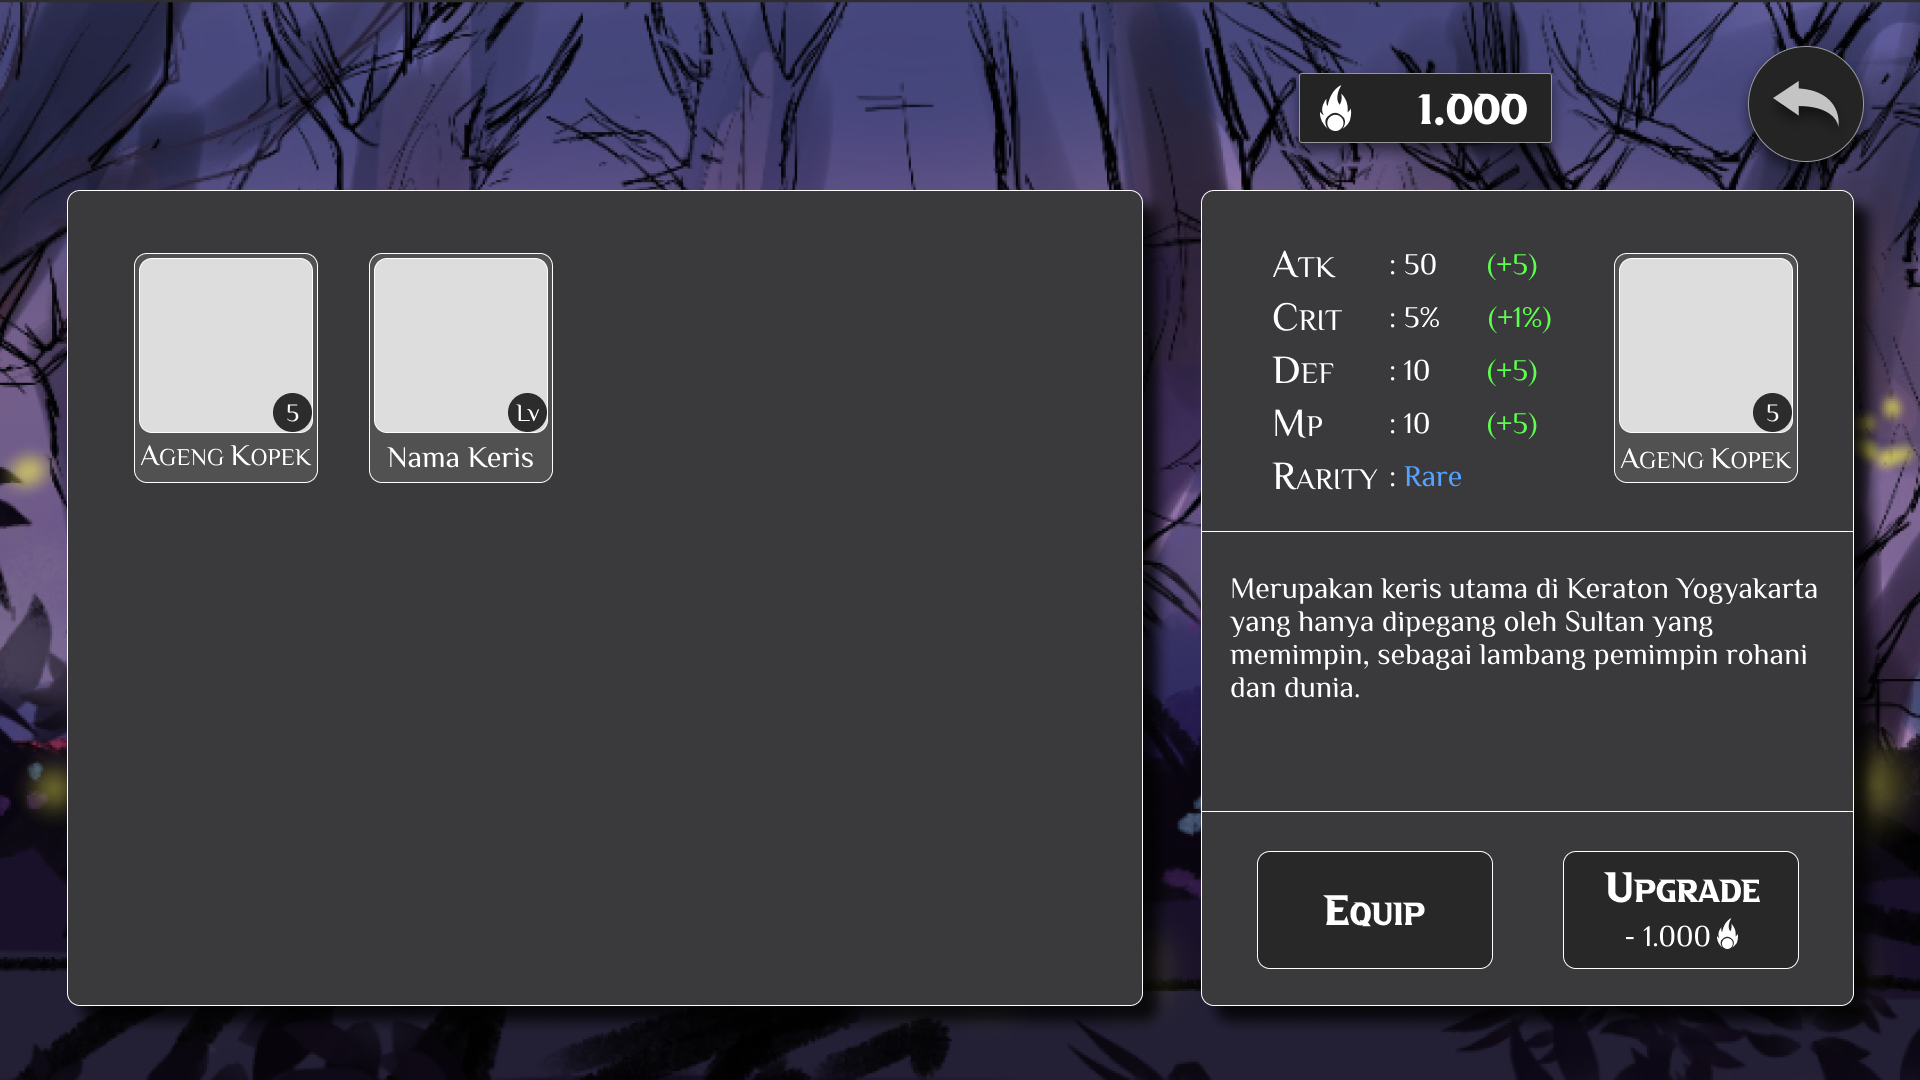 1.000
5
Ageng Kopek
Lv
Nama Keris
Atk : 50 (+5)
Crit : 5% (+1%)
Def : 10 (+5)
Mp : 10 (+5)
Rarity : Rare
5
Ageng Kopek
Merupakan keris utama di Keraton Yogyakarta
yang hanya dipegang oleh Sultan yang
memimpin, sebagai lambang pemimpin rohani
dan dunia.
Equip
Upgrade
- 1.000